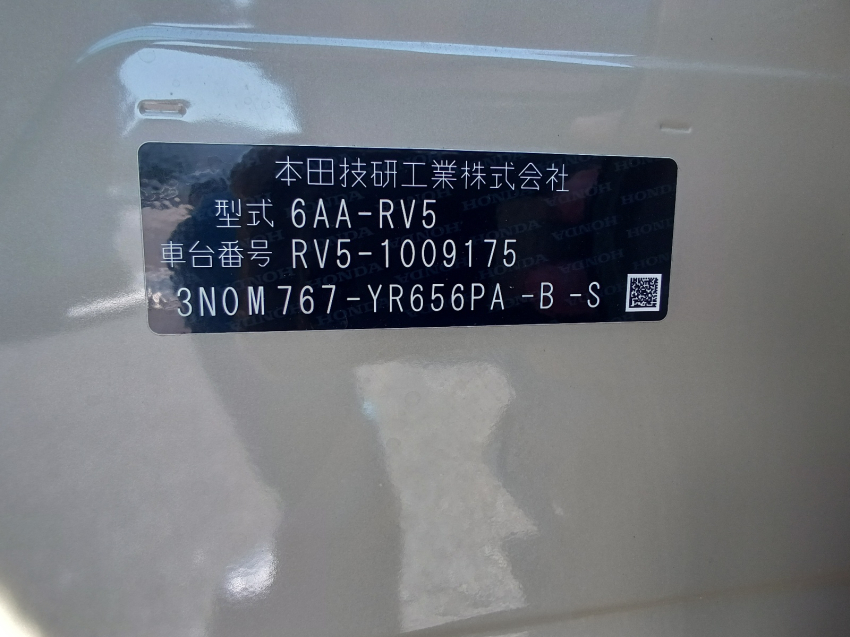 本田技研工業株式会社
型式 6AA-RV5
車台番号 RV5-1009175
3N0M767-YR656PA-B-S